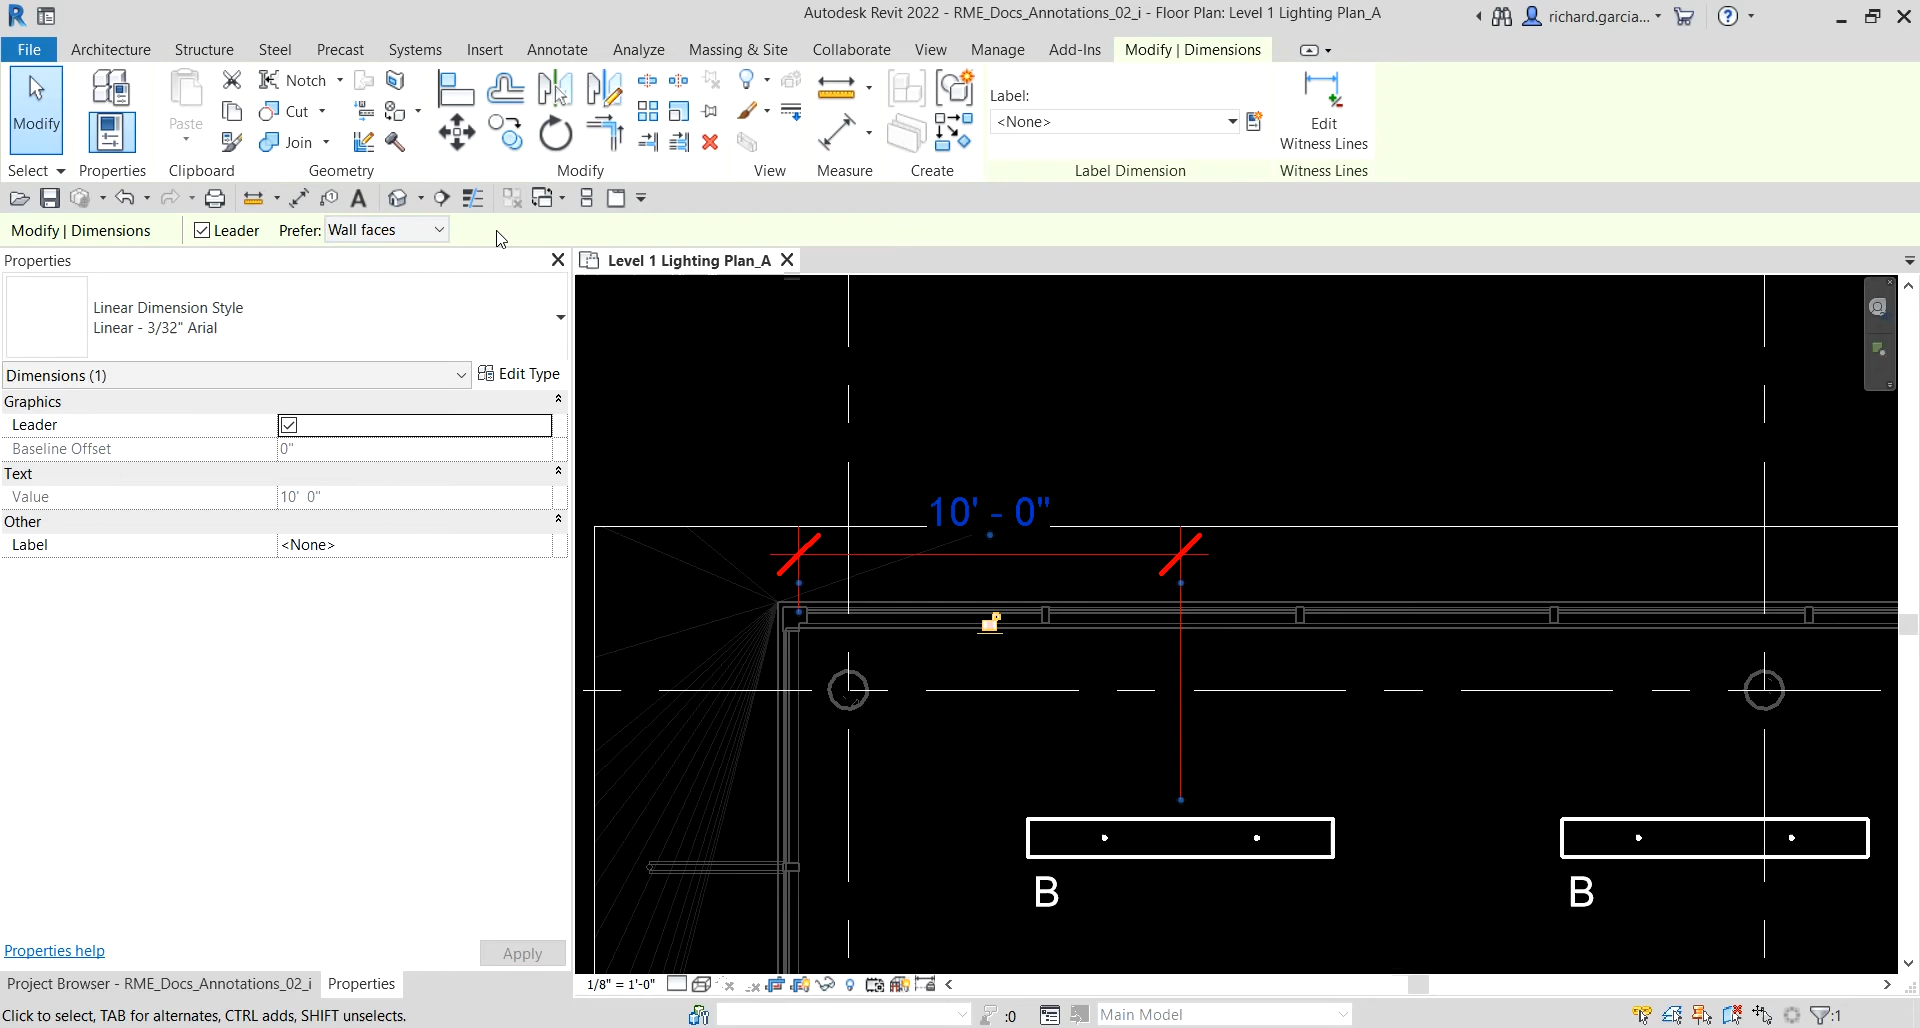 Autodesk Revit 2022 - RME_Docs_Annotations_02_i - Floor Plan: Level 1 Lighting Plan_A
richard.garcia...
File Architecture Structure Steel Precast Systems Insert Annotate Analyze Massing & Site Collaborate View Manage Add-Ins Modify | Dimensions
Modify
Paste
Notch
Cut
Join
Label:
<None>
Edit
Witness Lines
Select Properties Clipboard Geometry Modify View Measure Create Label Dimension Witness Lines
Modify | Dimensions Leader Prefer: Wall faces
Properties
Level 1 Lighting Plan_A
Linear Dimension Style
Linear - 3/32" Arial
Dimensions (1) Edit Type
Graphics
Leader
Baseline Offset 0"
Text
Value 10' 0"
Other
Label <None>
10' - 0"
B B
Properties help Apply
Project Browser - RME_Docs_Annotations_02_i Properties
1/8" = 1'-0"
Click to select, TAB for alternates, CTRL adds, SHIFT unselects.
:0 Main Model :1